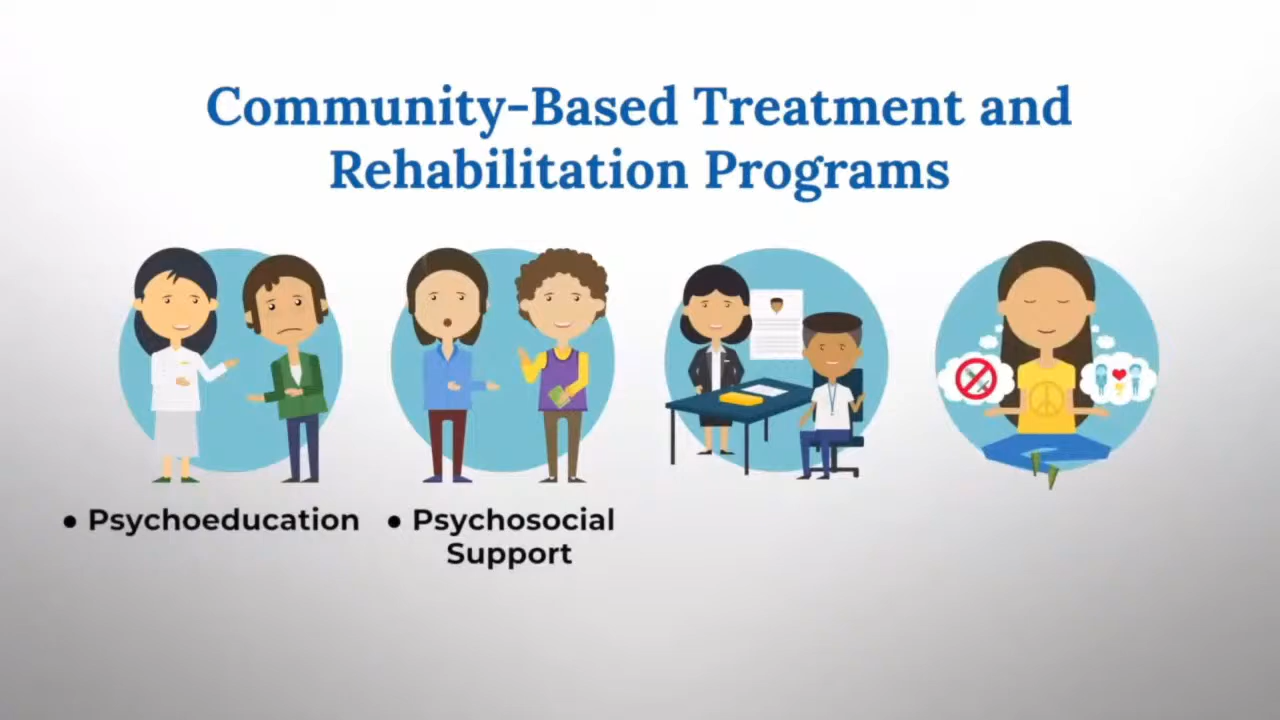 Community-Based Treatment and
Rehabilitation Programs
• Psychoeducation
• Psychosocial
Support